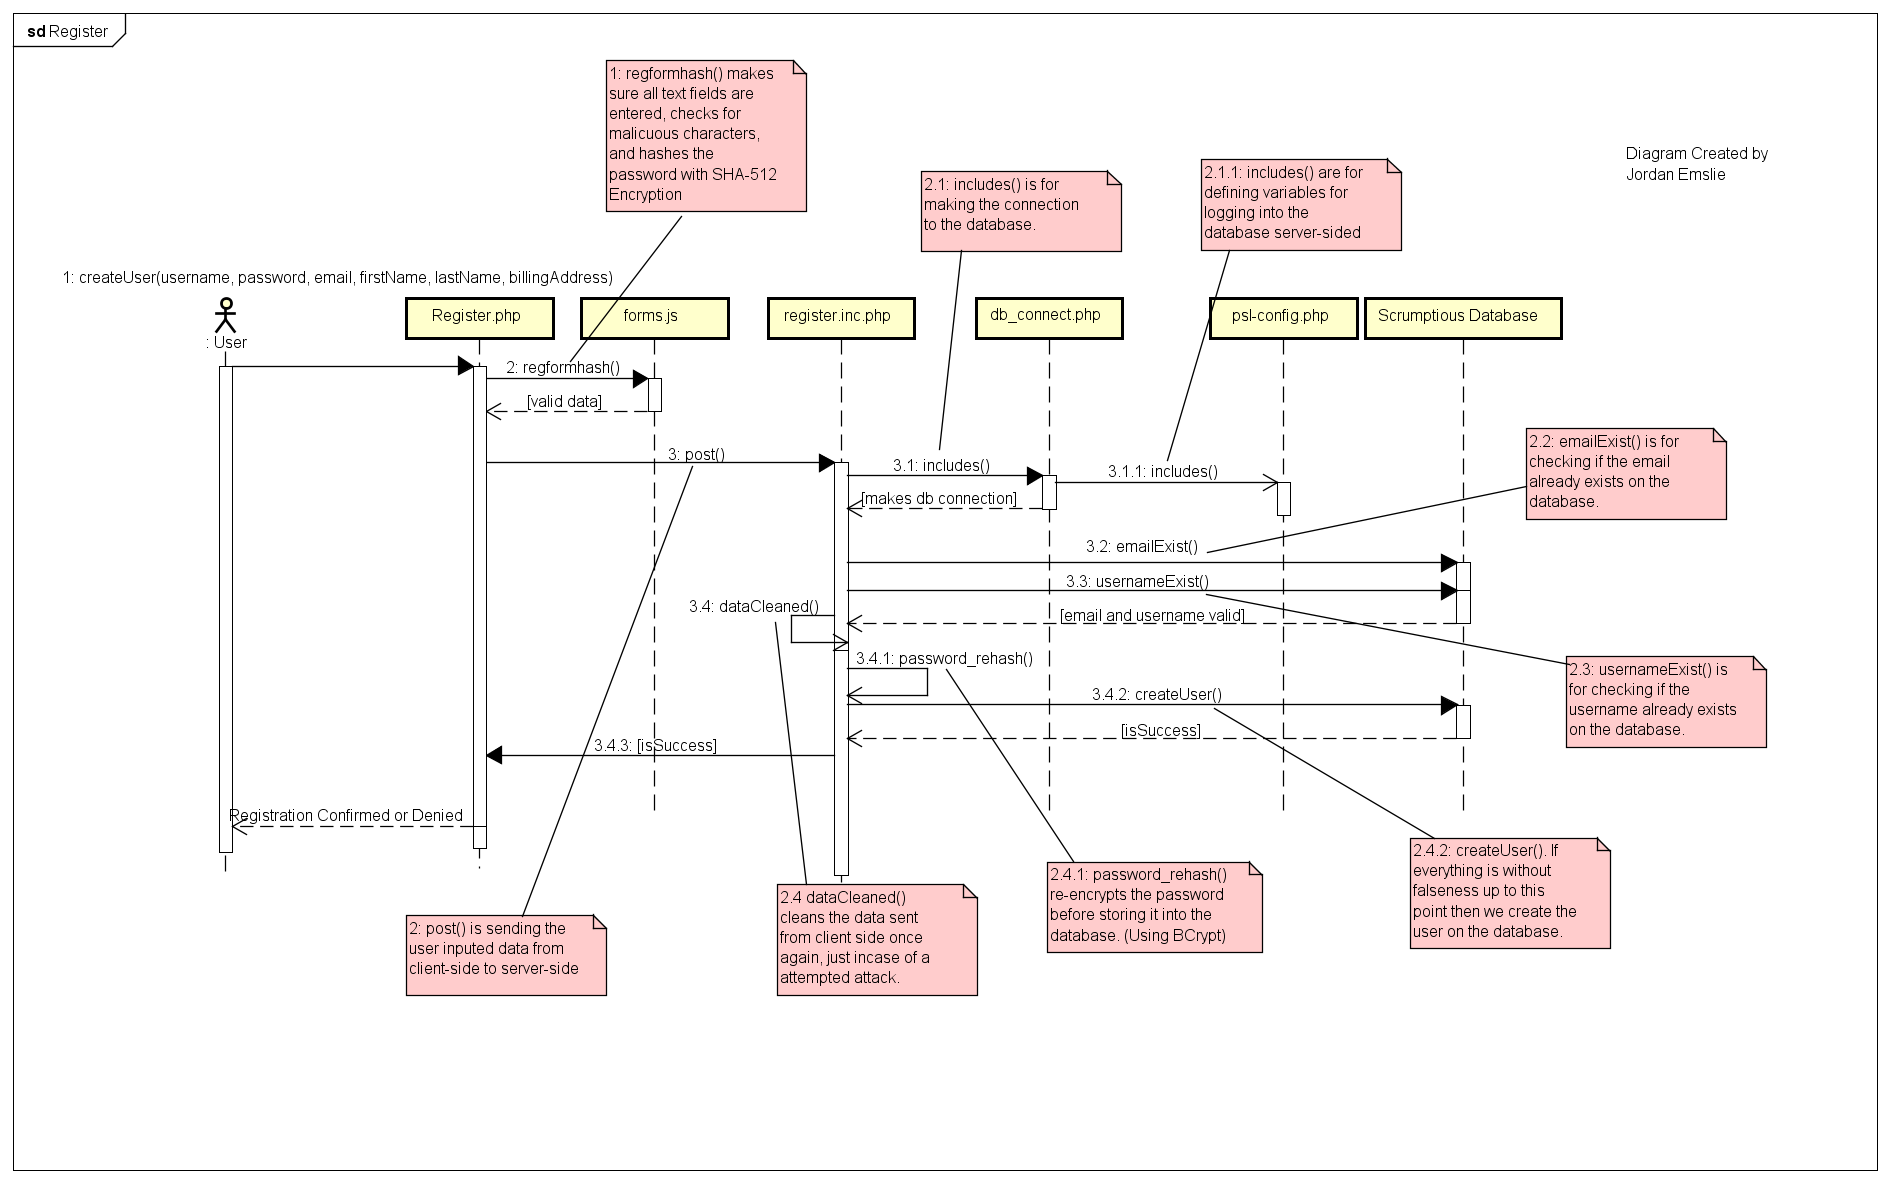 sd Register
1: regformhash() makes
sure all text fields are
entered, checks for
malicuous characters,
and hashes the
password with SHA-512
Encryption
Diagram Created by
Jordan Emslie
2.1: includes() is for
making the connection
to the database.
2.1.1: includes() are for
defining variables for
logging into the
database server-sided
1: createUser(username, password, email, firstName, lastName, billingAddress)
: User
Register.php
forms.js
register.inc.php
db_connect.php
psl-config.php
Scrumptious Database
2: regformhash()
[valid data]
3: post()
3.1: includes()
3.1.1: includes()
[makes db connection]
2.2: emailExist() is for
checking if the email
already exists on the
database.
3.2: emailExist()
3.3: usernameExist()
3.4: dataCleaned()
[email and username valid]
3.4.1: password_rehash()
2.3: usernameExist() is
for checking if the
username already exists
on the database.
3.4.2: createUser()
[isSuccess]
3.4.3: [isSuccess]
Registration Confirmed or Denied
2: post() is sending the
user inputed data from
client-side to server-side
2.4 dataCleaned()
cleans the data sent
from client side once
again, just incase of a
attempted attack.
2.4.1: password_rehash()
re-encrypts the password
before storing it into the
database. (Using BCrypt)
2.4.2: createUser(). If
everything is without
falseness up to this
point then we create the
user on the database.